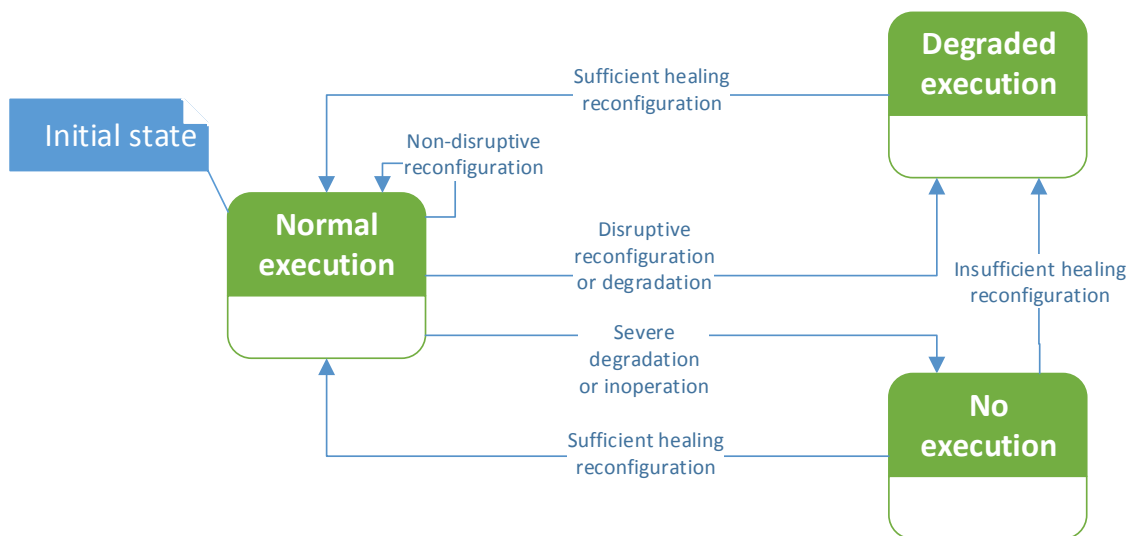 Degraded
execution
Sufficient healing
reconfiguration
Initial state
Non-disruptive
reconfiguration
Normal
execution
Disruptive
reconfiguration
or degradation
Insufficient healing
reconfiguration
Severe
degradation
or inoperation
No
execution
Sufficient healing
reconfiguration